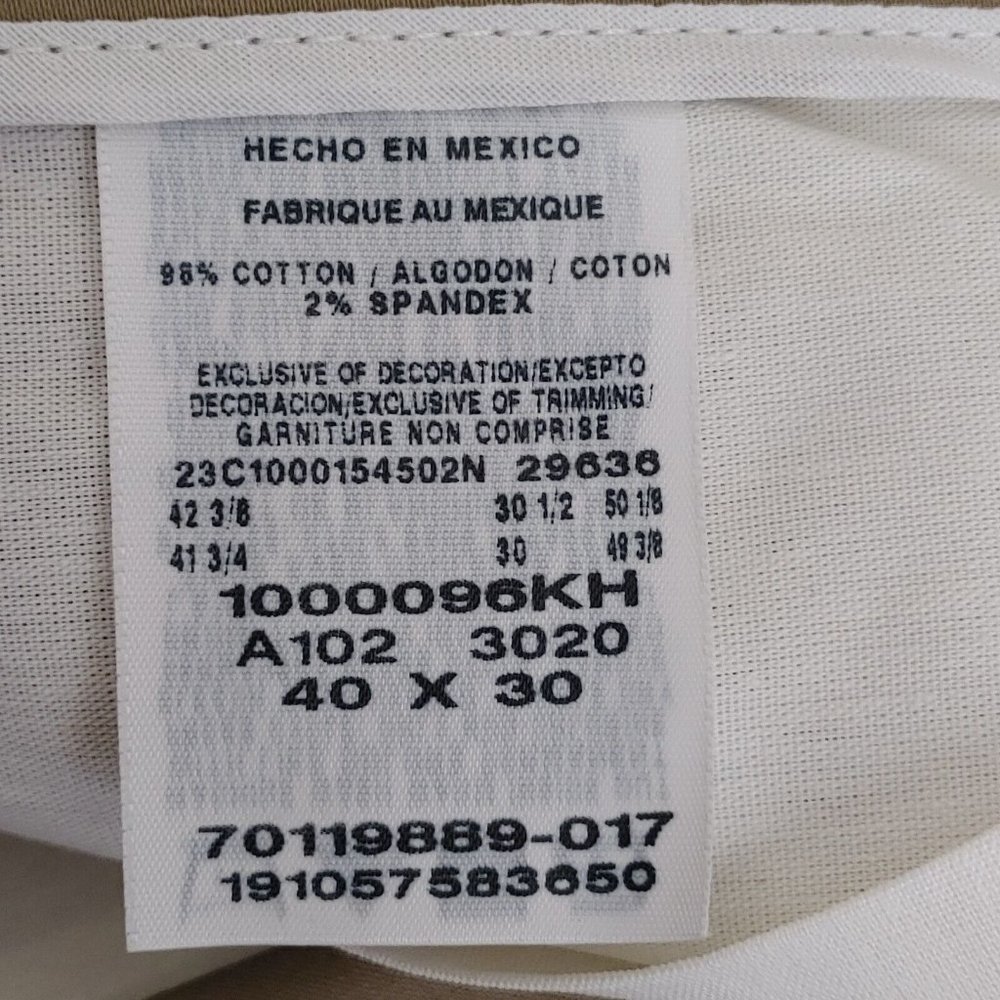 HECHO EN MEXICO
FABRIQUE AU MEXIQUE
98% COTTON / ALGODON / COTON
2% SPANDEX
EXCLUSIVE OF DECORATION/EXCEPTO
DECORACION/EXCLUSIVE OF TRIMMING/
GARNITURE NON COMPRISE
23C1000154502N 29636
42 3/8 30 1/2 50 1/8
41 3/4 30 49 3/8
1000096KH
A102 3020
40 X 30
70119889-017
191057583650